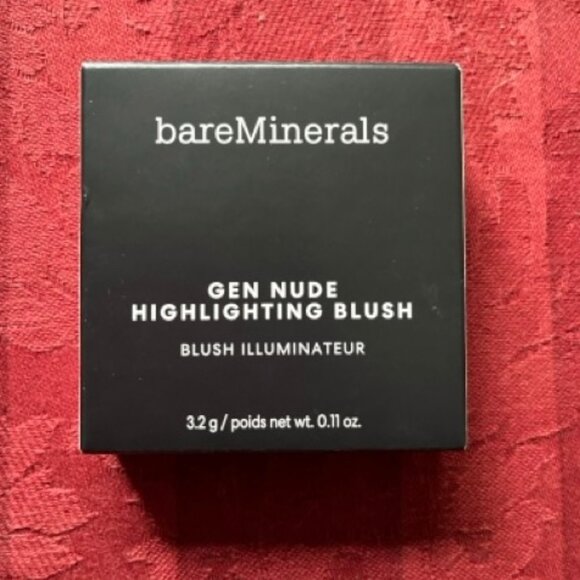 bareMinerals
GEN NUDE
HIGHLIGHTING BLUSH
BLUSH ILLUMINATEUR
3.2 g / poids net wt. 0.11 oz.